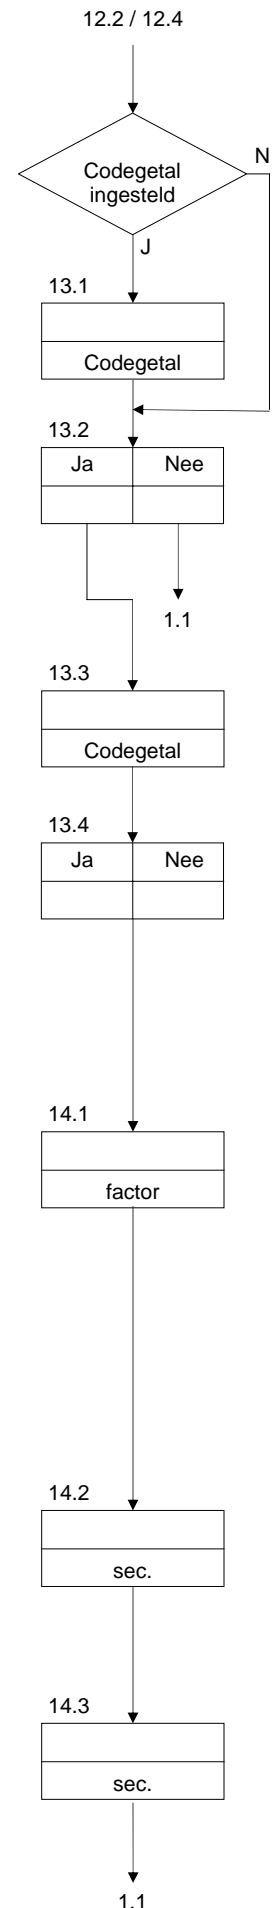 12.2 / 12.4
Codegetal
ingesteld
N
J
13.1
Codegetal
13.2
Ja Nee
1.1
13.3
Codegetal
13.4
Ja Nee
14.1
factor
14.2
sec.
14.3
sec.
1.1